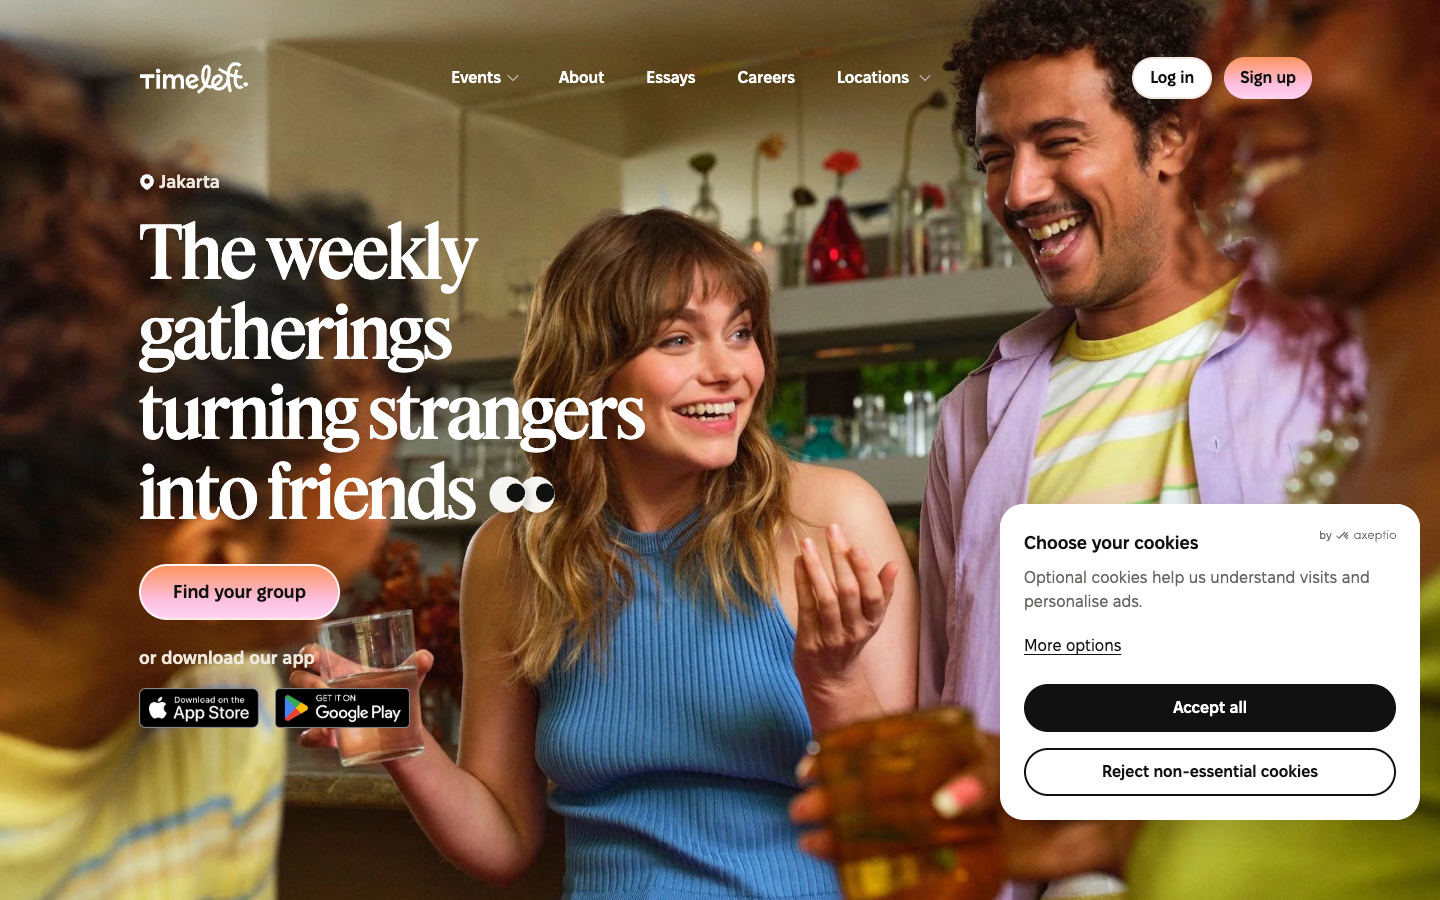 Timeleft.
Events
About
Essays
Careers
Locations
Log in
Sign up
Jakarta
The weekly
gatherings
turning strangers
into friends
Find your group
or download our app
Download on the
App Store
GET IT ON
Google Play
Choose your cookies
by axeptio
Optional cookies help us understand visits and
personalise ads.
More options
Accept all
Reject non-essential cookies